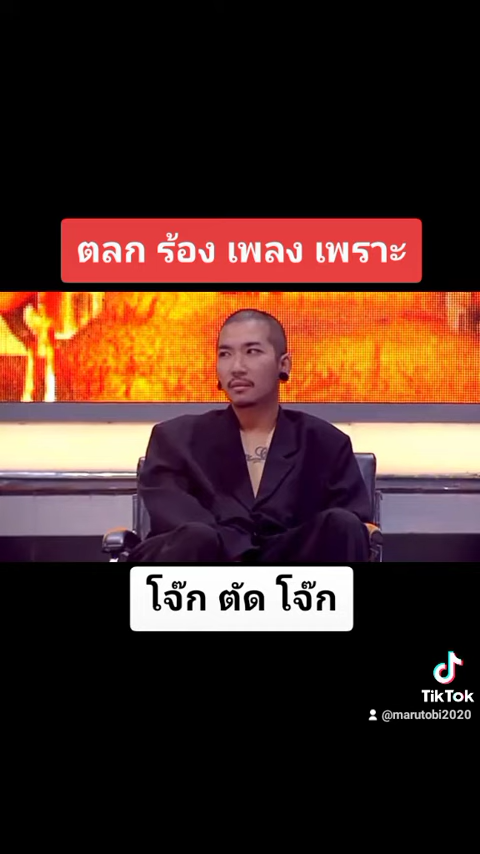 ตลก ร้อง เพลง เพราะ
โจ๊ก ตัด โจ๊ก
TikTok
@marutobi2020